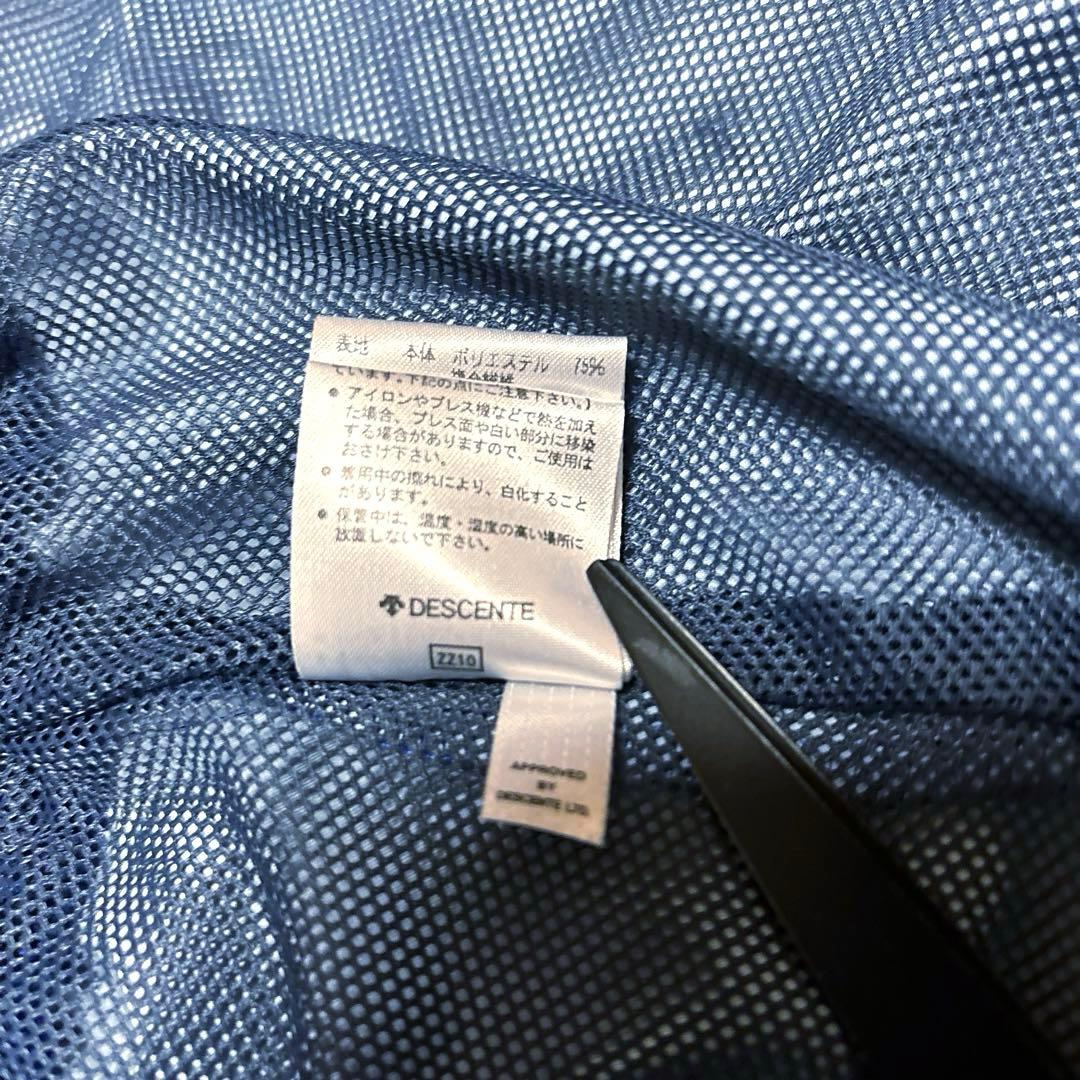 表地 本体 ポリエステル 75%
複合繊維
ています。下記の点にご注意下さい。)
● アイロンやプレス機などで熱を加え
た場合、プレス面や白い部分に移染
する場合がありますので、ご使用は
おさけ下さい。
● 着用中の擦れにより、白化すること
があります。
● 保管中は、温度・湿度の高い場所に
放置しないで下さい。
DESCENTE
ZZ10
APPROVED
BY
DESCENTE LTD.